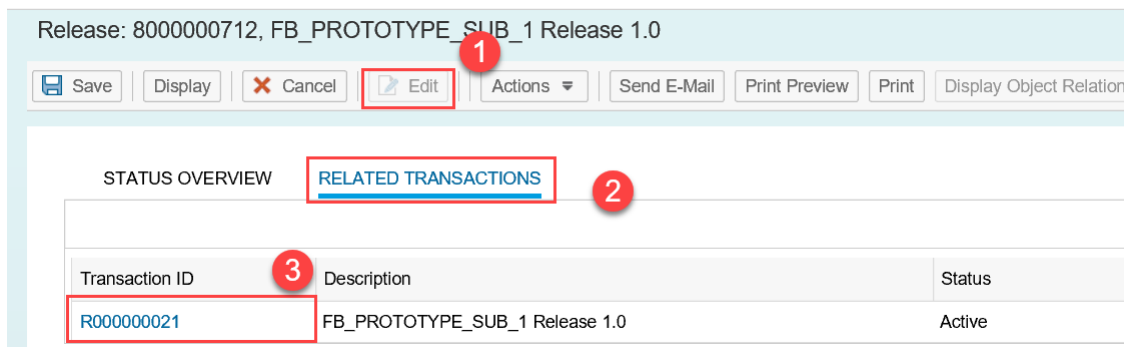 Release: 8000000712, FB_PROTOTYPE_SUB_1 Release 1.0
1
Save Display Cancel Edit Actions Send E-Mail Print Preview Print Display Object Relation
STATUS OVERVIEW RELATED TRANSACTIONS
2
Transaction ID 3 Description Status
R000000021 FB_PROTOTYPE_SUB_1 Release 1.0 Active